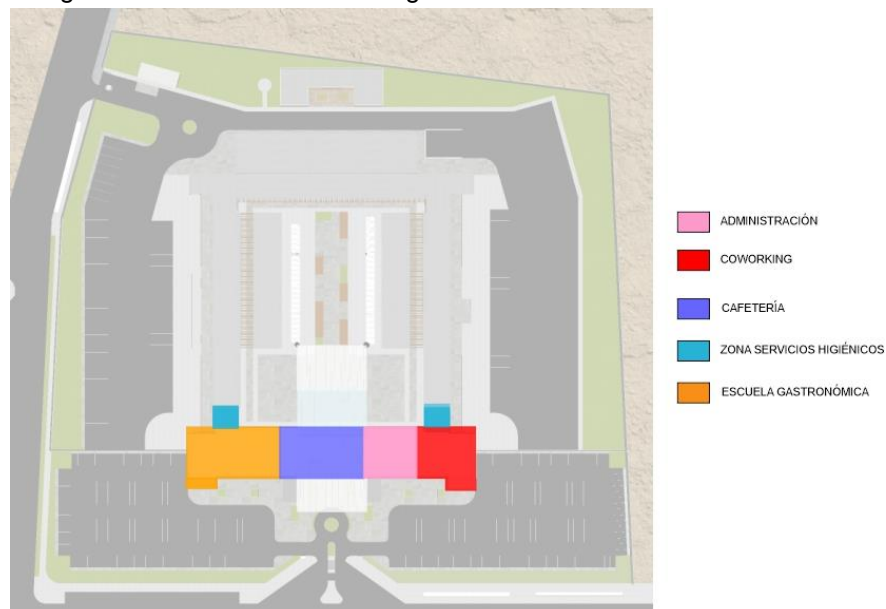 ADMINISTRACIÓN
COWORKING
CAFETERÍA
ZONA SERVICIOS HIGIÉNICOS
ESCUELA GASTRONÓMICA